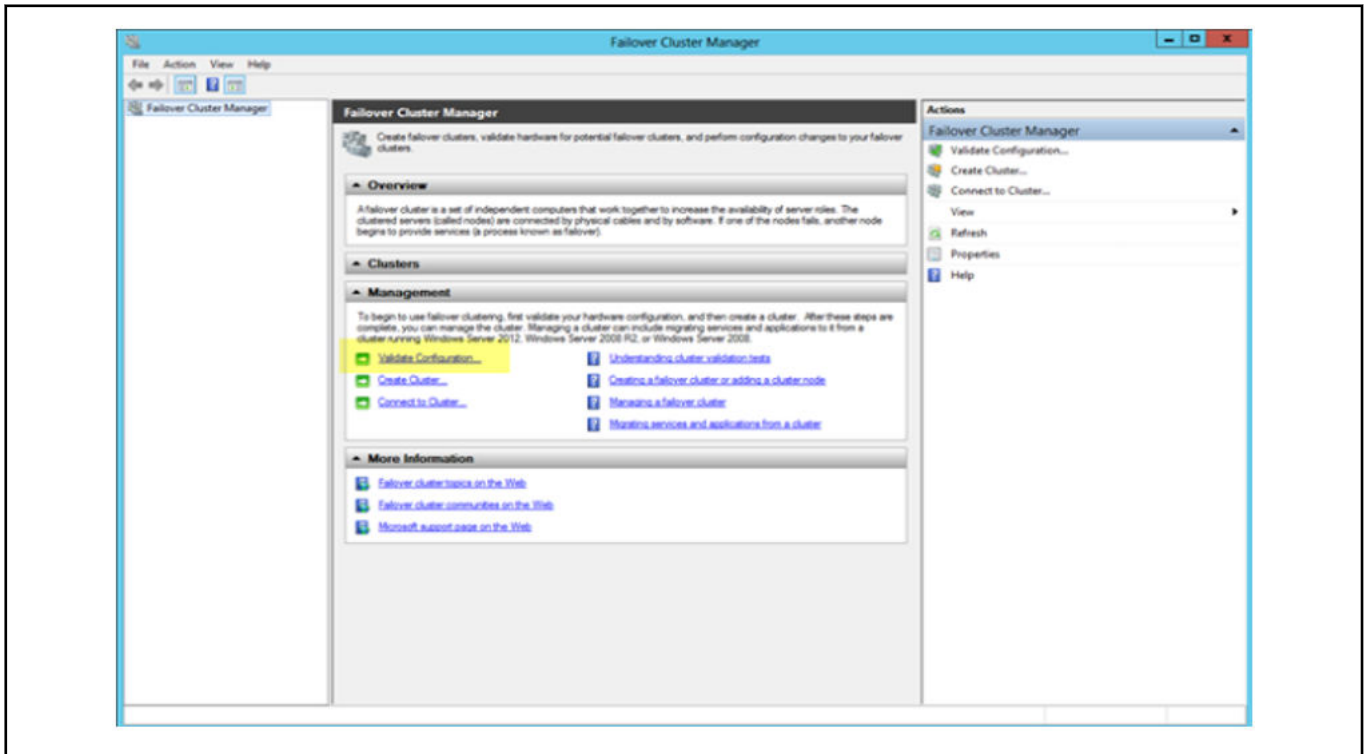 Failover Cluster Manager
File Action View Help
Failover Cluster Manager
Failover Cluster Manager
Create failover clusters, validate hardware for potential failover clusters, and perform configuration changes to your failover
clusters.
Overview
A failover cluster is a set of independent computers that work together to increase the availability of server roles. The
clustered servers (called nodes) are connected by physical cables and by software. If one of the nodes fails, another node
begins to provide services (a process known as failover).
Clusters
Management
To begin to use failover clustering, first validate your hardware configuration, and then create a cluster. After these steps are
complete, you can manage the cluster. Managing a cluster can include migrating services and applications to it from a
cluster running Windows Server 2012, Windows Server 2008 R2, or Windows Server 2008.
Validate Configuration...
Understanding cluster validation tests
Create Cluster...
Creating a failover cluster or adding a cluster node
Connect to Cluster...
Managing a failover cluster
Migrating services and applications from a cluster
More Information
Failover cluster topics on the Web
Failover cluster communities on the Web
Microsoft support page on the Web
Actions
Failover Cluster Manager
Validate Configuration...
Create Cluster...
Connect to Cluster...
View
Refresh
Properties
Help